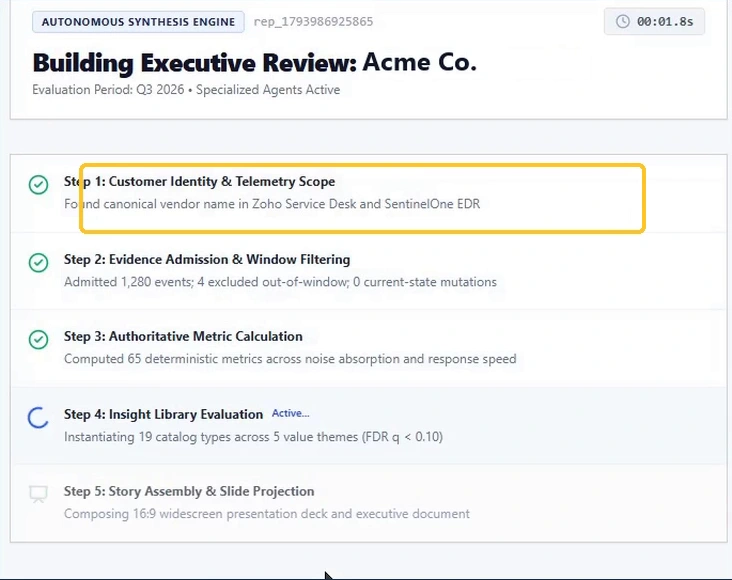 AUTONOMOUS SYNTHESIS ENGINE rep_1793986925865 00:01.8s
Building Executive Review: Acme Co.
Evaluation Period: Q3 2026 • Specialized Agents Active
Step 1: Customer Identity & Telemetry Scope
Found canonical vendor name in Zoho Service Desk and SentinelOne EDR
Step 2: Evidence Admission & Window Filtering
Admitted 1,280 events; 4 excluded out-of-window; 0 current-state mutations
Step 3: Authoritative Metric Calculation
Computed 65 deterministic metrics across noise absorption and response speed
Step 4: Insight Library Evaluation Active...
Instantiating 19 catalog types across 5 value themes (FDR q < 0.10)
Step 5: Story Assembly & Slide Projection
Composing 16:9 widescreen presentation deck and executive document